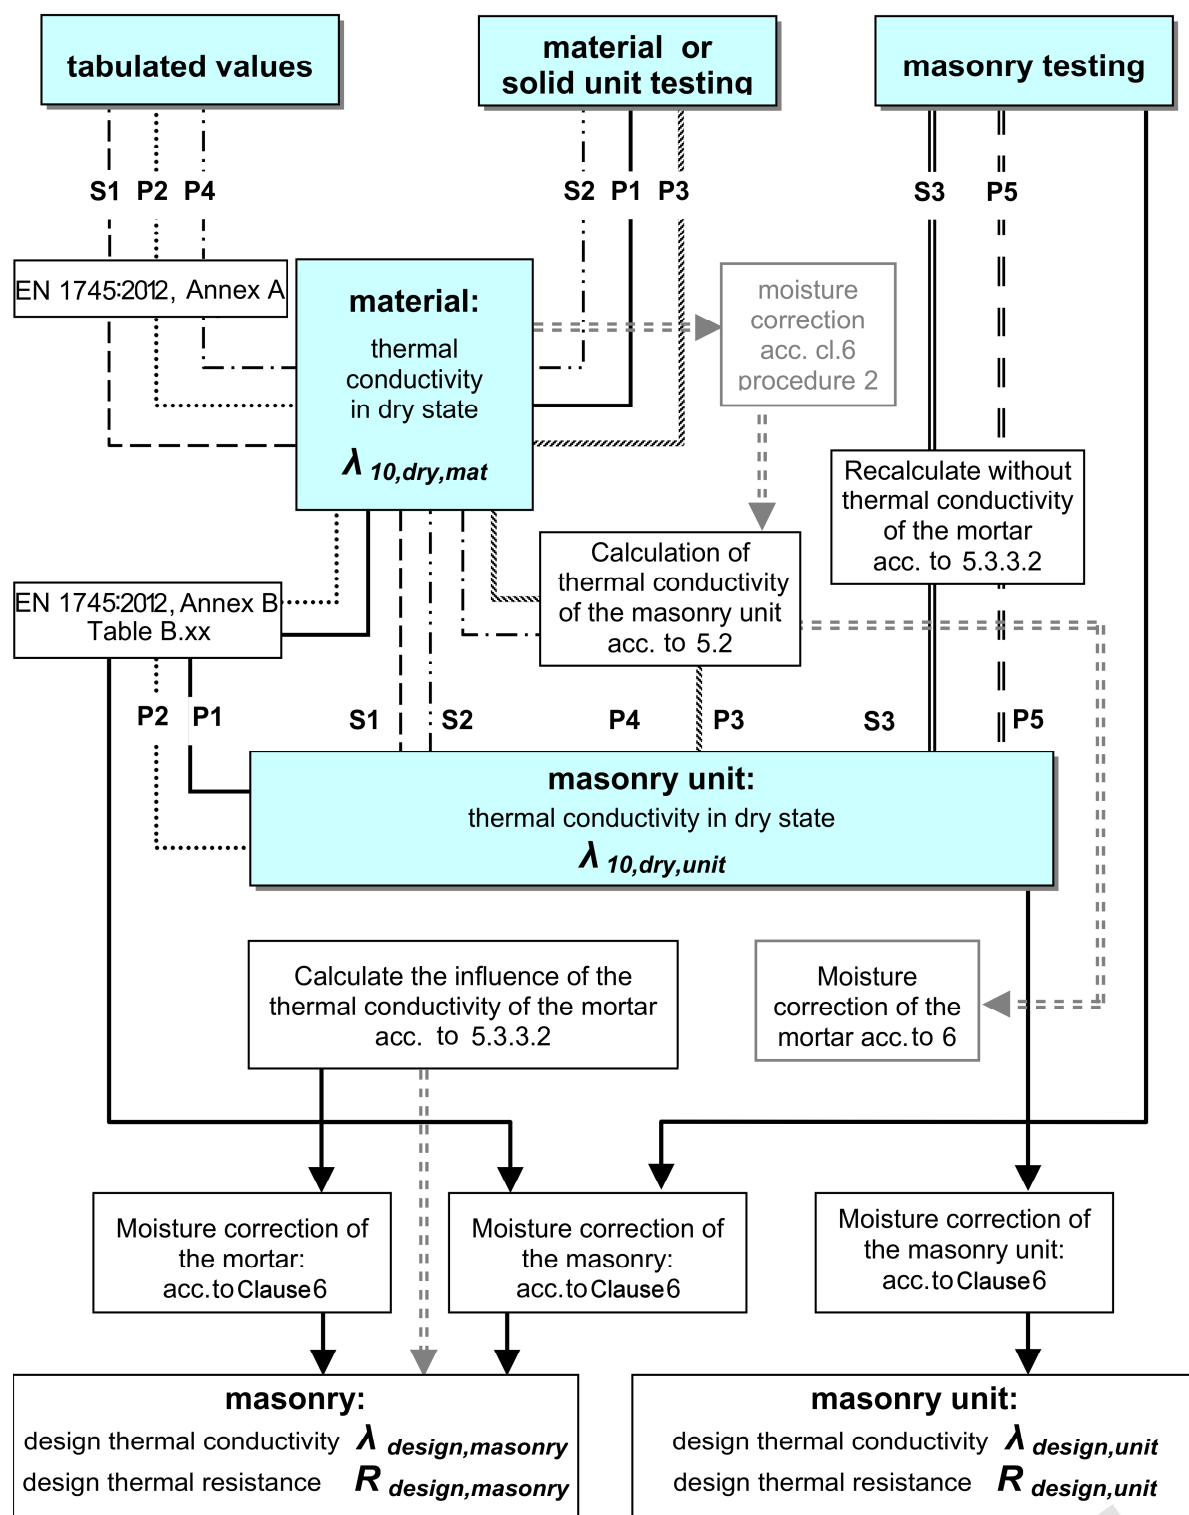 tabulated values
material or
solid unit testing
masonry testing
S1 P2 P4
S2 P1 P3
S3 P5
EN 1745:2012, Annex A
material:
thermal
conductivity
in dry state
λ 10,dry,mat
moisture
correction
acc. cl.6
procedure 2
Recalculate without
thermal conductivity
of the mortar
acc. to 5.3.3.2
Calculation of
thermal conductivity
of the masonry unit
acc. to 5.2
EN 1745:2012, Annex B
Table B.xx
P2 P1 S1 S2 P4 P3 S3 P5
masonry unit:
thermal conductivity in dry state
λ 10,dry,unit
Calculate the influence of the
thermal conductivity of the mortar
acc. to 5.3.3.2
Moisture
correction of the
mortar acc. to 6
Moisture correction of
the mortar:
acc.to Clause 6
Moisture correction of
the masonry:
acc.to Clause 6
Moisture correction of
the masonry unit:
acc.to Clause 6
masonry:
design thermal conductivity λ design,masonry
design thermal resistance R design,masonry
masonry unit:
design thermal conductivity λ design,unit
design thermal resistance R design,unit